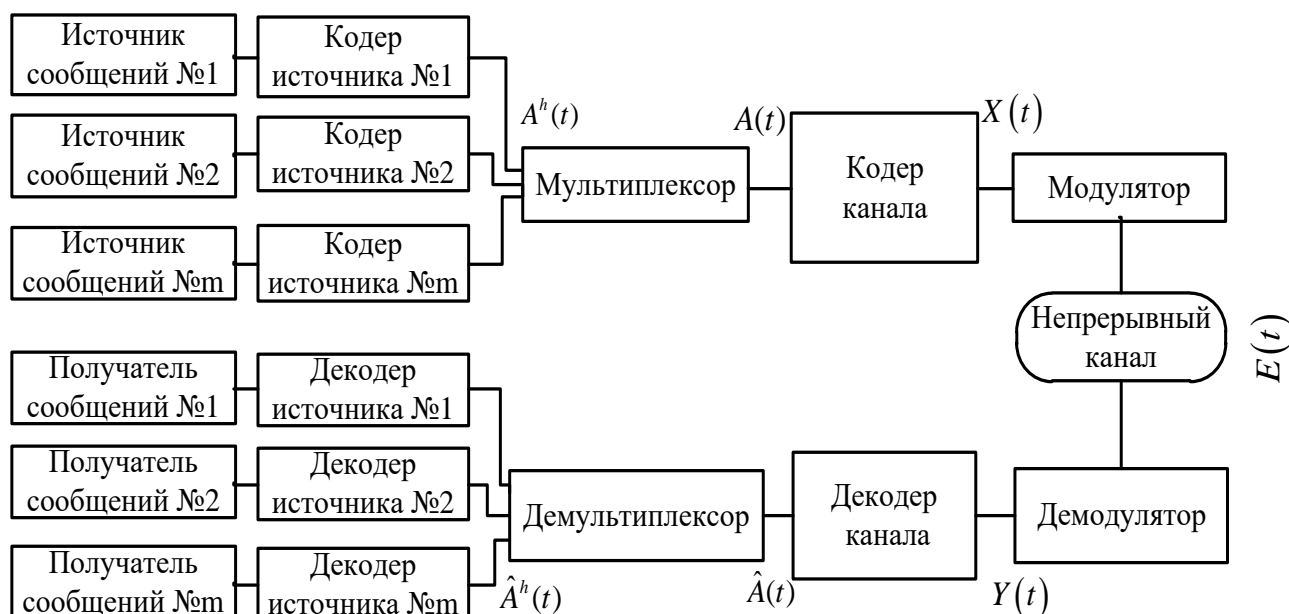 Источник
сообщений №1
Кодер
источника №1
Источник
сообщений №2
Кодер
источника №2
Источник
сообщений №m
Кодер
источника №m
A^h(t)
Мультиплексор
A(t)
Кодер
канала
X(t)
Модулятор
Непрерывный
канал
E(t)
Получатель
сообщений №1
Декодер
источника №1
Получатель
сообщений №2
Декодер
источника №2
Получатель
сообщений №m
Декодер
источника №m
Â^h(t)
Демультиплексор
Â(t)
Декодер
канала
Y(t)
Демодулятор